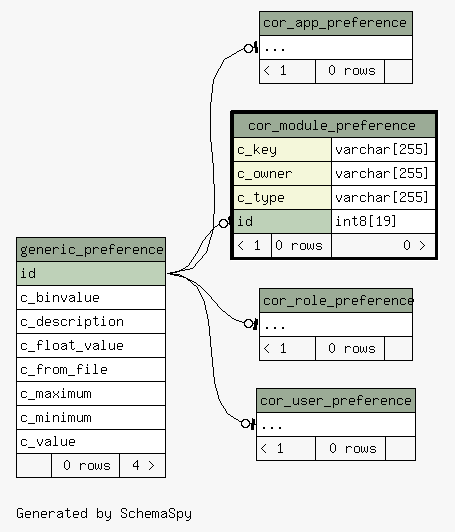 cor_app_preference
...
< 1 0 rows
cor_module_preference
c_key varchar[255]
c_owner varchar[255]
c_type varchar[255]
id int8[19]
< 1 0 rows 0 >
generic_preference
id
c_binvalue
c_description
c_float_value
c_from_file
c_maximum
c_minimum
c_value
0 rows 4 >
cor_role_preference
...
< 1 0 rows
cor_user_preference
...
< 1 0 rows
Generated by SchemaSpy